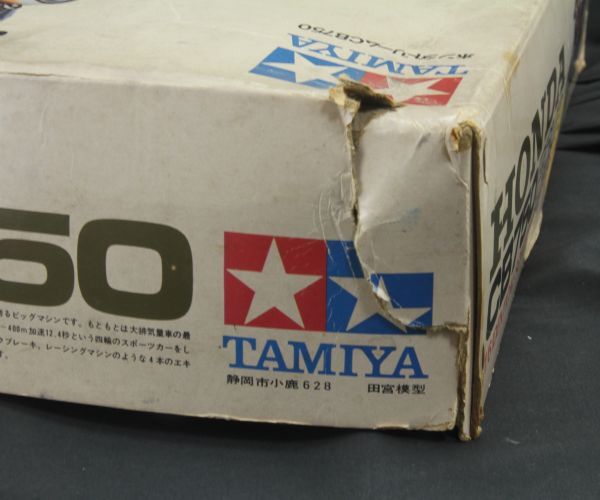 ホンダドリームCB750
TAMIYA
HONDA
50
TAMIYA
静岡市小鹿628 田宮模型
るビッグマシンです。もともとは大排気量車の最
400m加速12.4秒という四輪のスポーツカーをし
ブレーキ、レーシングマシンのような4本のエキ
す。